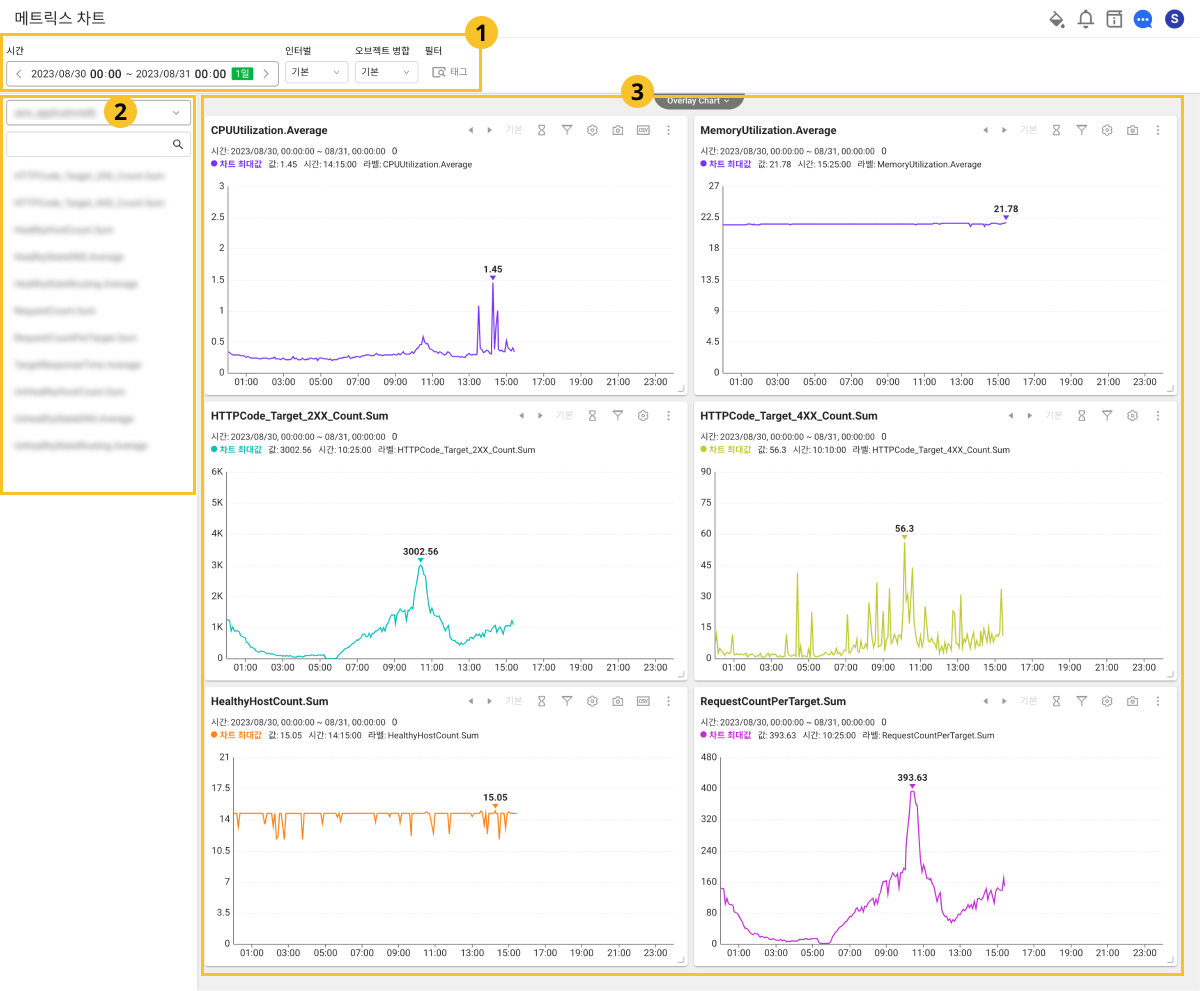 메트릭스 차트
S
1
시간
인터벌
오브젝트 병합
필터
2023/08/30 00:00 ~ 2023/08/31 00:00 1일
기본
기본
태그
2
3
Overlay Chart
CPUUtilization.Average
기본
CSV
시간: 2023/08/30, 00:00:00 ~ 08/31, 00:00:00 0
차트 최대값 값: 1.45 시간: 14:15:00 라벨: CPUUtilization.Average
3
2.5
2
1.5
1
0.5
0
1.45
01:00 03:00 05:00 07:00 09:00 11:00 13:00 15:00 17:00 19:00 21:00 23:00
MemoryUtilization.Average
기본
시간: 2023/08/30, 00:00:00 ~ 08/31, 00:00:00 0
차트 최대값 값: 21.78 시간: 15:25:00 라벨: MemoryUtilization.Average
27
22.5
18
13.5
9
4.5
0
21.78
01:00 03:00 05:00 07:00 09:00 11:00 13:00 15:00 17:00 19:00 21:00 23:00
HTTPCode_Target_2XX_Count.Sum
기본
시간: 2023/08/30, 00:00:00 ~ 08/31, 00:00:00 0
차트 최대값 값: 3002.56 시간: 10:25:00 라벨: HTTPCode_Target_2XX_Count.Sum
6K
5K
4K
3K
2K
1K
0
3002.56
01:00 03:00 05:00 07:00 09:00 11:00 13:00 15:00 17:00 19:00 21:00 23:00
HTTPCode_Target_4XX_Count.Sum
기본
시간: 2023/08/30, 00:00:00 ~ 08/31, 00:00:00 0
차트 최대값 값: 56.3 시간: 10:10:00 라벨: HTTPCode_Target_4XX_Count.Sum
90
75
60
45
30
15
0
56.3
01:00 03:00 05:00 07:00 09:00 11:00 13:00 15:00 17:00 19:00 21:00 23:00
HealthyHostCount.Sum
기본
CSV
시간: 2023/08/30, 00:00:00 ~ 08/31, 00:00:00 0
차트 최대값 값: 15.05 시간: 14:15:00 라벨: HealthyHostCount.Sum
21
17.5
14
10.5
7
3.5
0
15.05
01:00 03:00 05:00 07:00 09:00 11:00 13:00 15:00 17:00 19:00 21:00 23:00
RequestCountPerTarget.Sum
기본
시간: 2023/08/30, 00:00:00 ~ 08/31, 00:00:00 0
차트 최대값 값: 393.63 시간: 10:25:00 라벨: RequestCountPerTarget.Sum
480
400
320
240
160
80
0
393.63
01:00 03:00 05:00 07:00 09:00 11:00 13:00 15:00 17:00 19:00 21:00 23:00